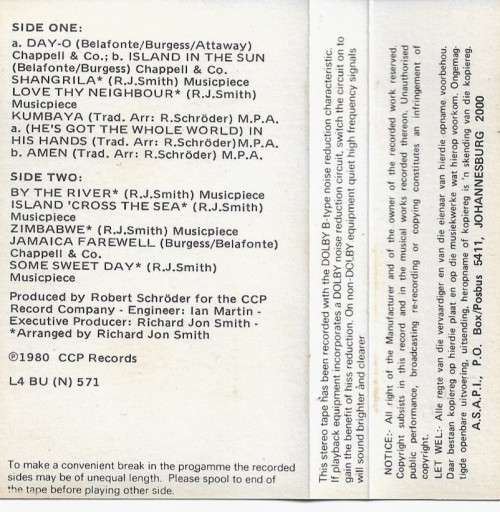 SIDE ONE:
a. DAY-O (Belafonte/Burgess/Attaway)
Chappell & Co.; b. ISLAND IN THE SUN
(Belafonte/Burgess) Chappell & Co.
SHANGRILA* (R.J.Smith) Musicpiece
LOVE THY NEIGHBOUR* (R.J.Smith)
Musicpiece
KUMBAYA (Trad. Arr: R.Schröder) M.P.A.
a. (HE'S GOT THE WHOLE WORLD) IN
HIS HANDS (Trad. Arr: R.Schröder)M.P.A.
b. AMEN (Trad. Arr: R.Schröder) M.P.A.
SIDE TWO:
BY THE RIVER* (R.J.Smith) Musicpiece
ISLAND 'CROSS THE SEA* (R.J.Smith)
Musicpiece
ZIMBABWE* (R.J.Smith) Musicpiece
JAMAICA FAREWELL (Burgess/Belafonte)
Chappell & Co.
SOME SWEET DAY* (R.J.Smith)
Musicpiece
Produced by Robert Schröder for the CCP
Record Company - Engineer: Ian Martin -
Executive Producer: Richard Jon Smith -
*Arranged by Richard Jon Smith
℗1980 CCP Records
L4 BU (N) 571
To make a convenient break in the progamme the recorded
sides may be of unequal length. Please spool to end of
the tape before playing other side.
This stereo tape has been recorded with the DOLBY B-type noise reduction characteristic.
If playback equipment incorporates a DOLBY noise reduction circuit, switch the circuit on to
gain the benefit of hiss reduction. On non-DOLBY equipment quiet high frequency signals
will sound brighter and clearer
NOTICE:- All right of the Manufacturer and of the owner of the recorded work reserved.
Copyright subsists in this record and in the musical works recorded thereon. Unauthorised
public performance, broadcasting re-recording or copying constitutes an infringement of
copyright.
LET WEL:- Alle regte van die vervaardiger en van die eienaar van hierdie opname voorbehou.
Daar bestaan kopiereg op hierdie plaat en op die musiekwerke wat hierop voorkom. Ongemag-
tigde openbare uitvoering, uitsending, heropname of kopiereg is 'n skending van die kopiereg.
A.S.A.P.I., P.O. Box/Posbus 5411, JOHANNESBURG 2000